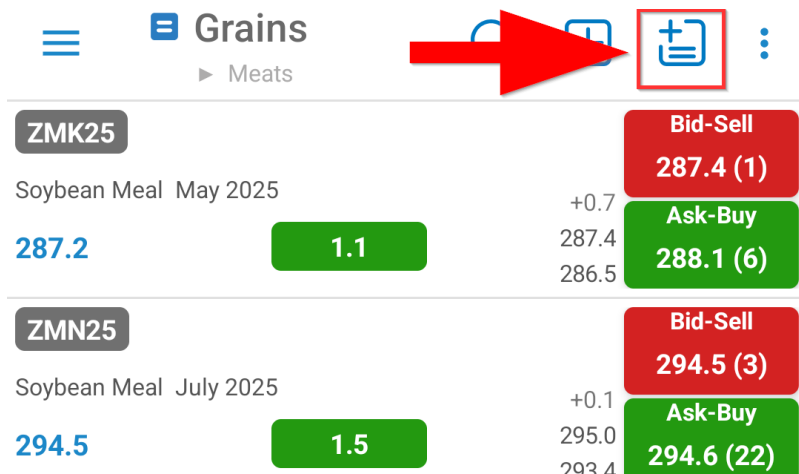 Grains
► Meats
ZMK25
Soybean Meal May 2025
287.2
1.1
+0.7
287.4
286.5
Bid-Sell
287.4 (1)
Ask-Buy
288.1 (6)
ZMN25
Soybean Meal July 2025
294.5
1.5
+0.1
295.0
293.4
Bid-Sell
294.5 (3)
Ask-Buy
294.6 (22)